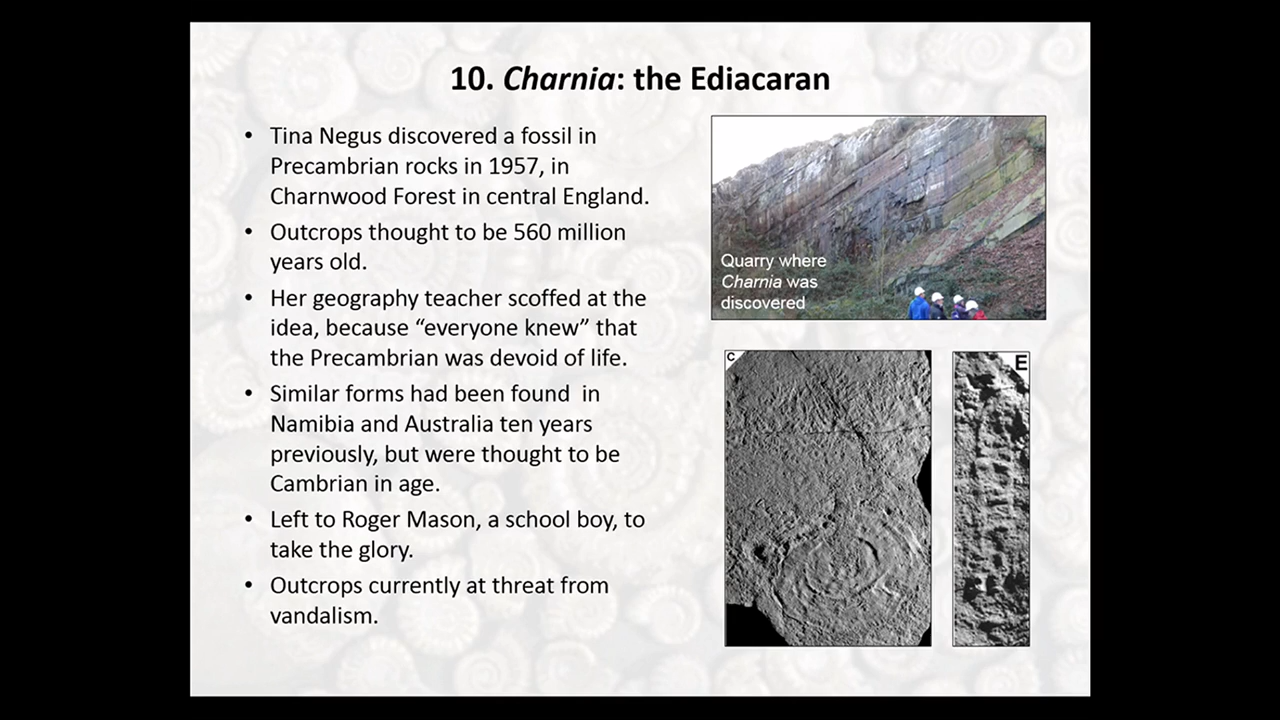 10. Charnia: the Ediacaran
• Tina Negus discovered a fossil in
Precambrian rocks in 1957, in
Charnwood Forest in central England.
• Outcrops thought to be 560 million
years old.
• Her geography teacher scoffed at the
idea, because “everyone knew” that
the Precambrian was devoid of life.
• Similar forms had been found  in
Namibia and Australia ten years
previously, but were thought to be
Cambrian in age.
• Left to Roger Mason, a school boy, to
take the glory.
• Outcrops currently at threat from
vandalism.
Quarry where
Charnia was
discovered
C
E